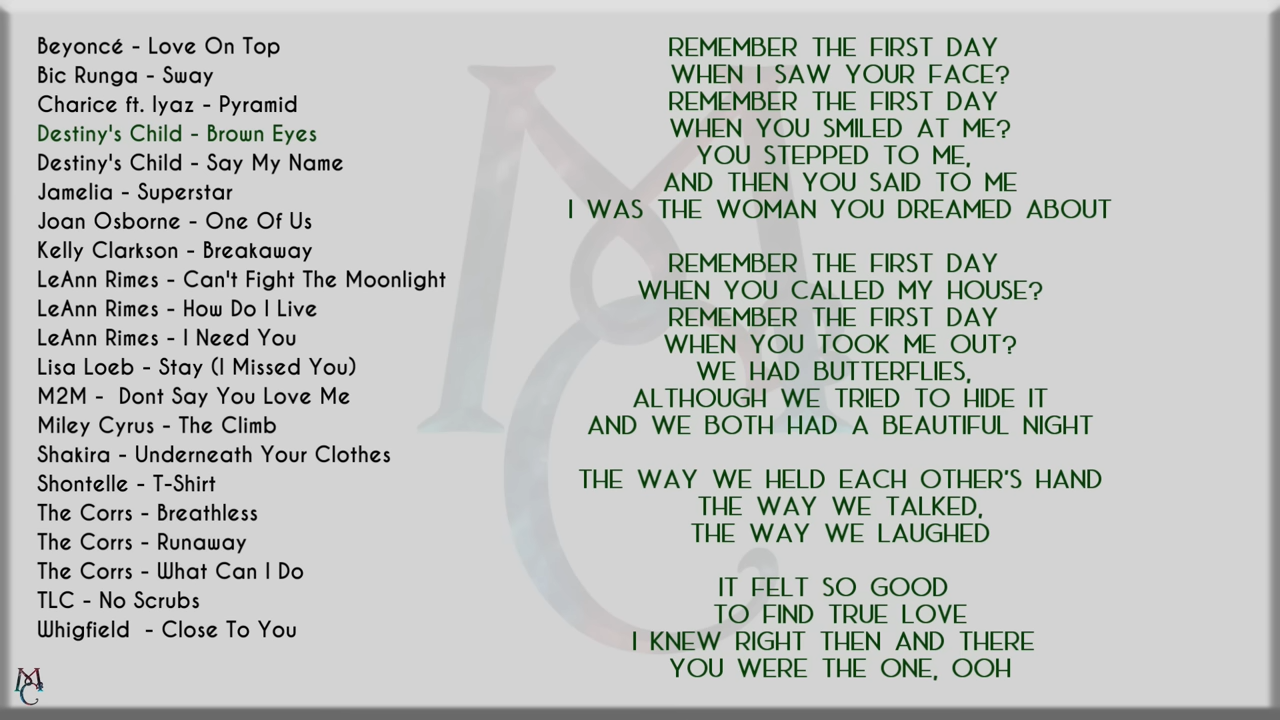 Beyoncé - Love On Top
Bic Runga - Sway
Charice ft. Iyaz - Pyramid
Destiny's Child - Brown Eyes
Destiny's Child - Say My Name
Jamelia - Superstar
Joan Osborne - One Of Us
Kelly Clarkson - Breakaway
LeAnn Rimes - Can't Fight The Moonlight
LeAnn Rimes - How Do I Live
LeAnn Rimes - I Need You
Lisa Loeb - Stay (I Missed You)
M2M -  Dont Say You Love Me
Miley Cyrus - The Climb
Shakira - Underneath Your Clothes
Shontelle - T-Shirt
The Corrs - Breathless
The Corrs - Runaway
The Corrs - What Can I Do
TLC - No Scrubs
Whigfield  - Close To You
MC
REMEMBER THE FIRST DAY
WHEN I SAW YOUR FACE?
REMEMBER THE FIRST DAY
WHEN YOU SMILED AT ME?
YOU STEPPED TO ME,
AND THEN YOU SAID TO ME
I WAS THE WOMAN YOU DREAMED ABOUT
REMEMBER THE FIRST DAY
WHEN YOU CALLED MY HOUSE?
REMEMBER THE FIRST DAY
WHEN YOU TOOK ME OUT?
WE HAD BUTTERFLIES,
ALTHOUGH WE TRIED TO HIDE IT
AND WE BOTH HAD A BEAUTIFUL NIGHT
THE WAY WE HELD EACH OTHER'S HAND
THE WAY WE TALKED,
THE WAY WE LAUGHED
IT FELT SO GOOD
TO FIND TRUE LOVE
I KNEW RIGHT THEN AND THERE
YOU WERE THE ONE, OOH
MC